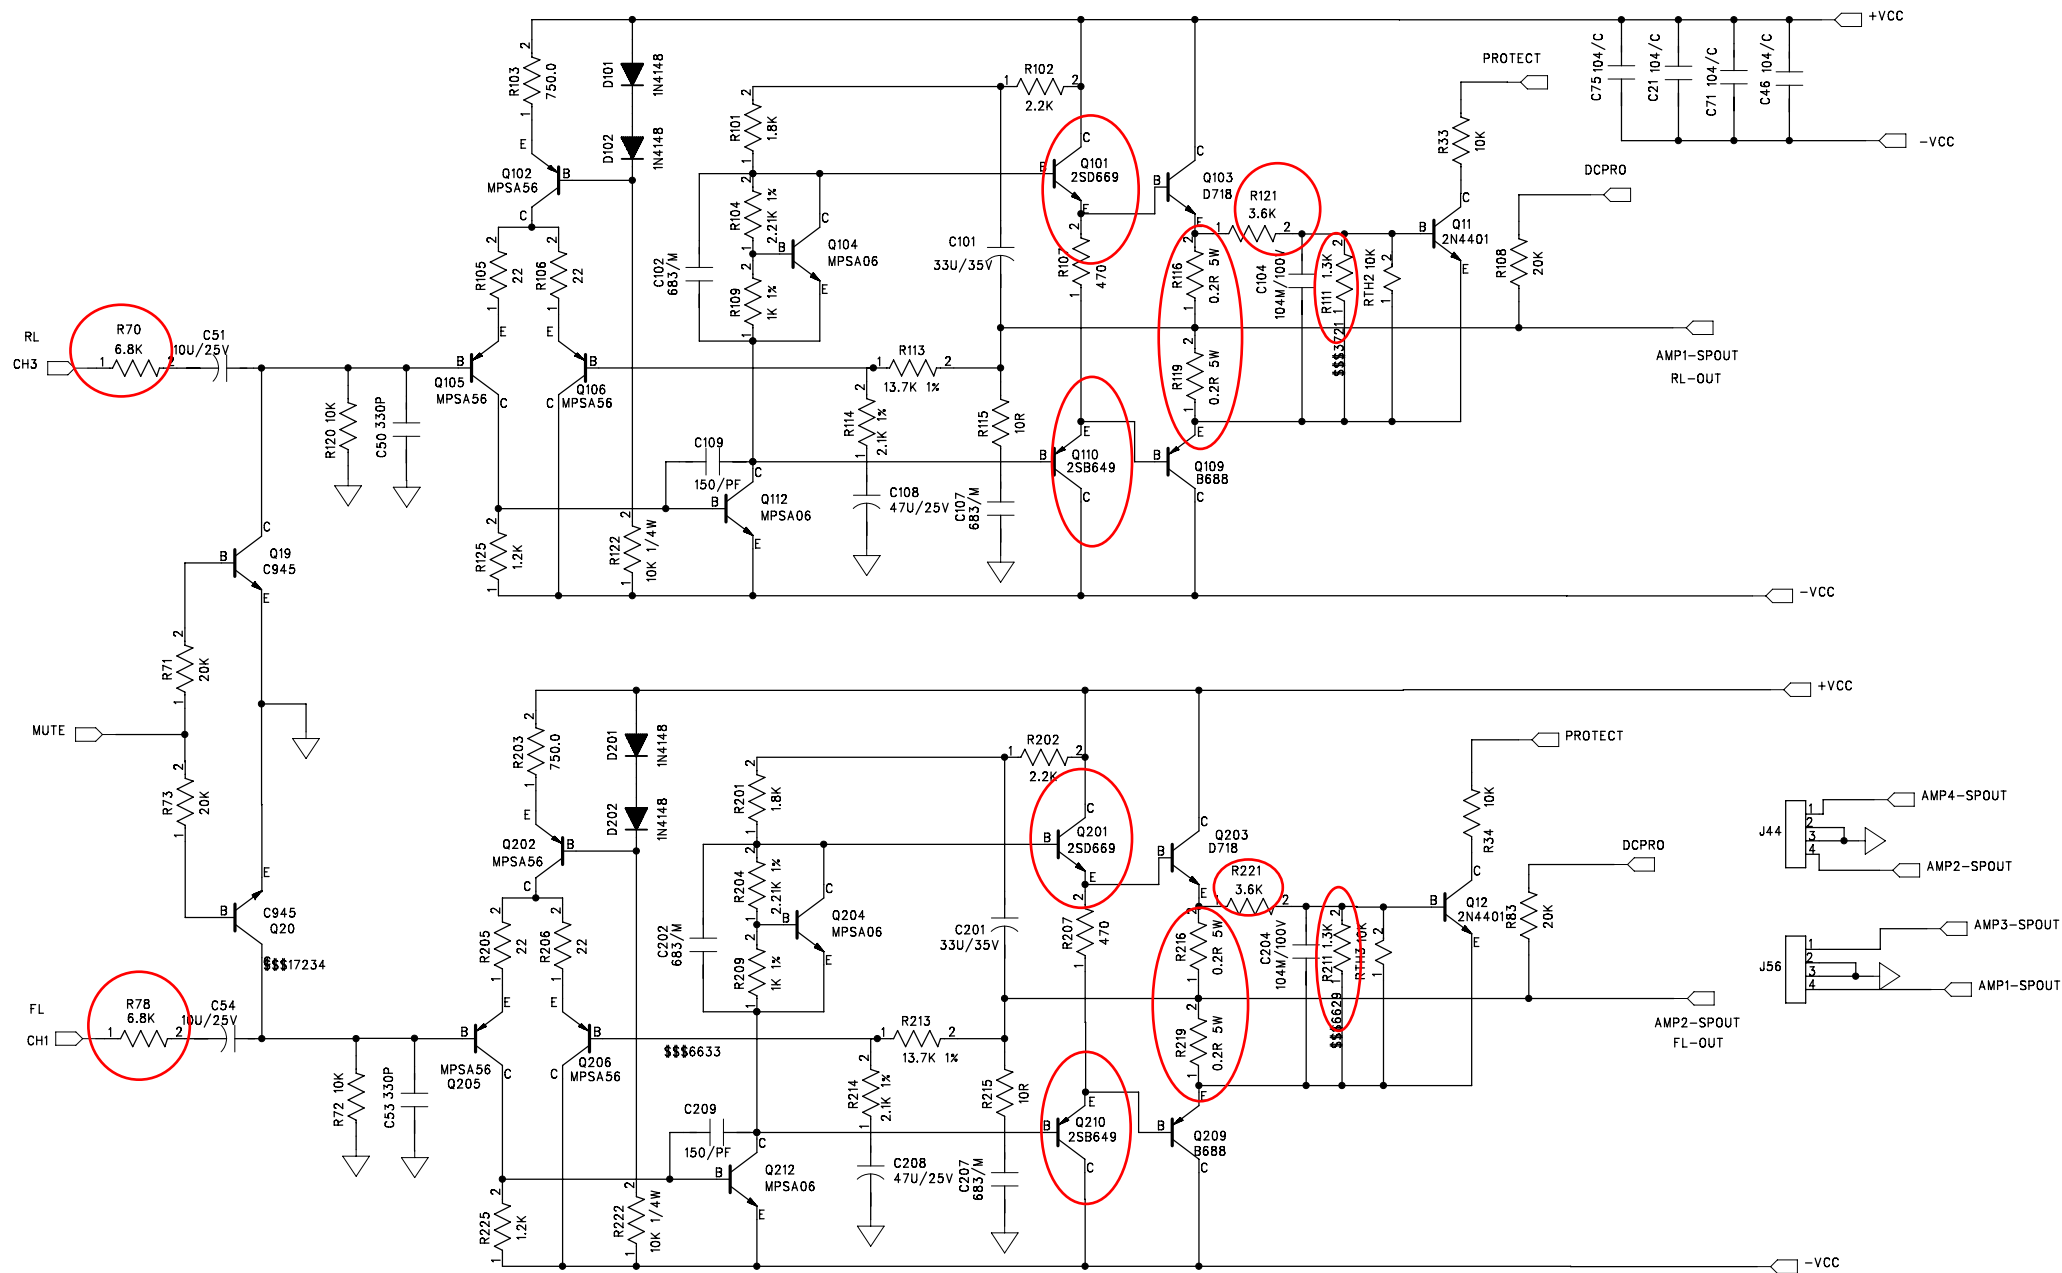 +VCC
R103
750.0
D101
1N4148
R102
2.2K
PROTECT
C75 104/C
C21 104/C
C71 104/C
C46 104/C
-VCC
R101
1.8K
D102
1N4148
R33
10K
Q102
MPSA56
Q101
2SD669
Q103
D718
R121
3.6K
DCPRO
R104
2.21K 1%
Q104
MPSA06
C102
683/M
R109
1K 1%
C101
33U/35V
R107
470
R116
0.2R 5W
C104
104M/100V
R111 1.3K
RTH2 10K
Q11
2N4401
R108
20K
R105
22
R106
22
RL
CH3
R70
6.8K
C51
10U/25V
Q105
MPSA56
Q106
MPSA56
R113
13.7K 1%
R119
0.2R 5W
$$$3721
AMP1-SPOUT
RL-OUT
R120 10K
C50 330P
R114
2.1K 1%
R115
10R
C109
150/PF
Q110
2SB649
Q109
B688
Q112
MPSA06
C108
47U/25V
C107
683/M
R125
1.2K
R122
10K 1/4W
Q19
C945
-VCC
R71
20K
MUTE
R73
20K
C945
Q20
$$$17234
+VCC
R203
750.0
D201
1N4148
R202
2.2K
PROTECT
R201
1.8K
D202
1N4148
10K
R34
Q202
MPSA56
Q201
2SD669
Q203
D718
R221
3.6K
DCPRO
J44
1
2
3
4
AMP4-SPOUT
AMP2-SPOUT
R204
2.21K 1%
Q204
MPSA06
C202
683/M
R209
1K 1%
C201
33U/35V
R207
470
R216
0.2R 5W
C204
104M/100V
R211 1.3K
RTH3 10K
Q12
2N4401
R83
20K
J56
1
2
3
4
AMP3-SPOUT
AMP1-SPOUT
R205
22
R206
22
FL
CH1
R78
6.8K
C54
10U/25V
MPSA56
Q205
Q206
MPSA56
$$$6633
R213
13.7K 1%
R219
0.2R 5W
$$$6629
AMP2-SPOUT
FL-OUT
R72 10K
C53 330P
R214
2.1K 1%
R215
10R
C209
150/PF
Q210
2SB649
Q209
B688
Q212
MPSA06
C208
47U/25V
C207
683/M
R225
1.2K
R222
10K 1/4W
-VCC